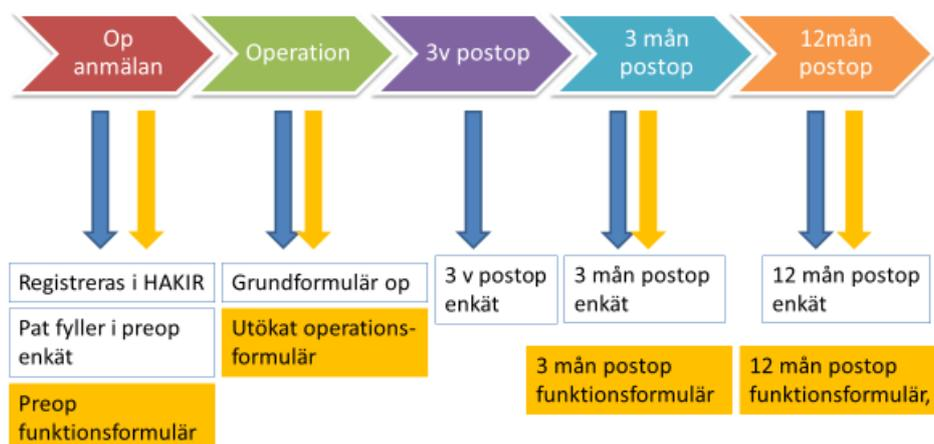 Op
anmälan
Operation
3v postop
3 mån
postop
12mån
postop
Registreras i HAKIR
Pat fyller i preop
enkät
Preop
funktionsformulär
Grundformulär op
Utökat operations-
formulär
3 v postop
enkät
3 mån postop
enkät
3 mån postop
funktionsformulär
12 mån postop
enkät
12 mån postop
funktionsformulär,